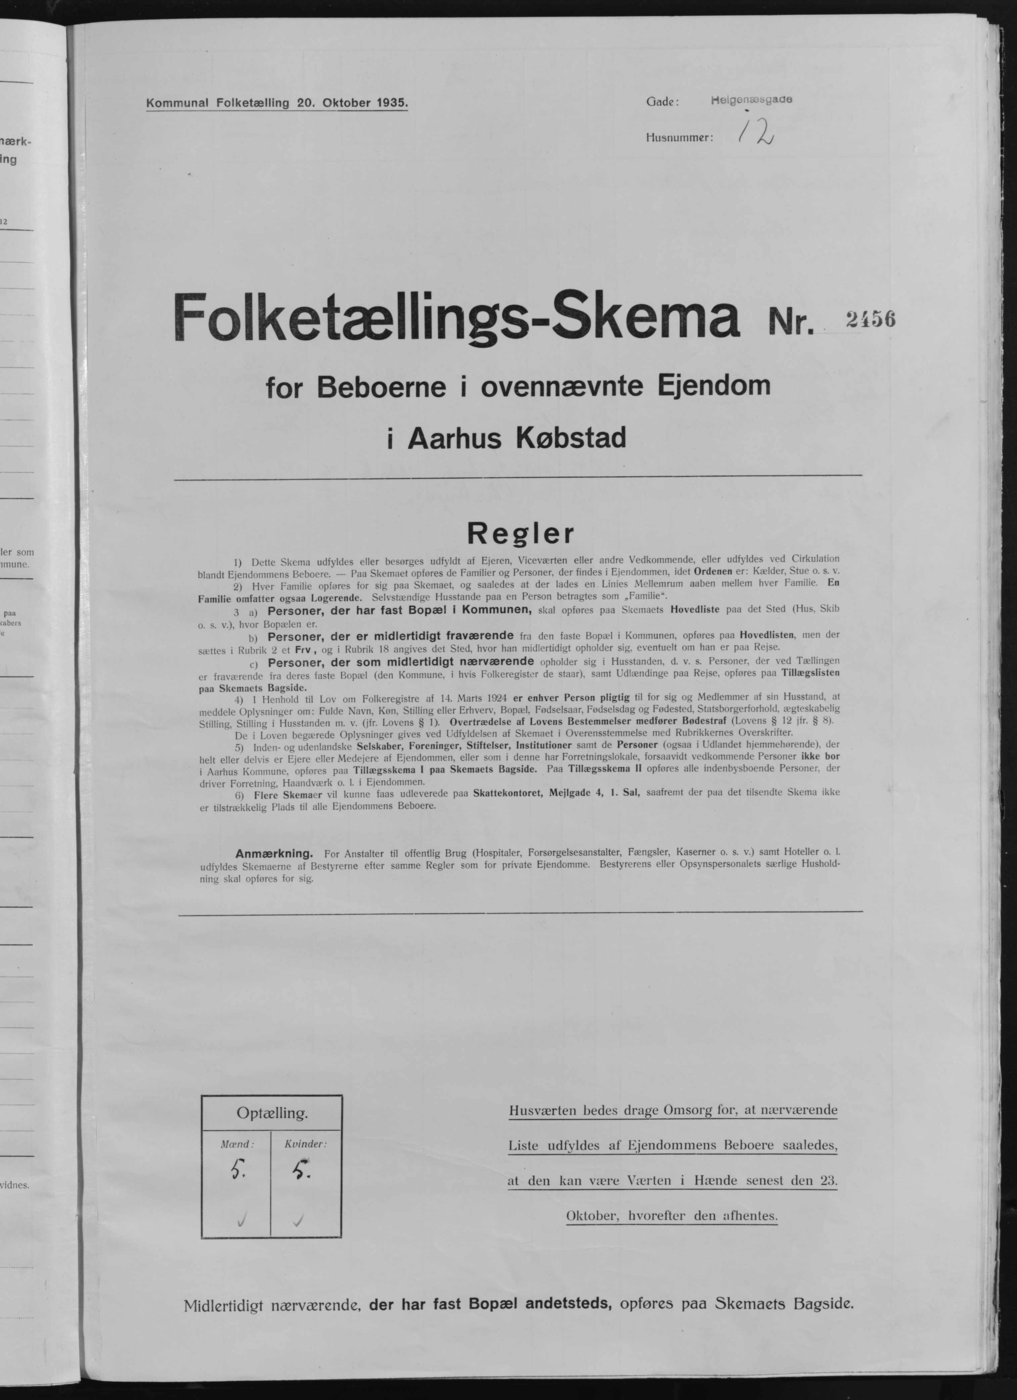 Kommunal Folketælling 20. Oktober 1935.
Gade: Helgenæsgade
Husnummer: 12
Folketællings-Skema Nr. 2456
for Beboerne i ovennævnte Ejendom
i Aarhus Købstad
Regler
1) Dette Skema udfyldes eller besørges udfyldt af Ejeren, Viceværten eller andre Vedkommende, eller udfyldes ved Cirkulation
blandt Ejendommens Beboere. — Paa Skemaet opføres de Familier og Personer, der findes i Ejendommen, idet Ordenen er: Kælder, Stue o. s. v.
2) Hver Familie opføres for sig paa Skemaet, og saaledes at der lades en Linies Mellemrum aaben mellem hver Familie. En
Familie omfatter ogsaa Logerende. Selvstændige Husstande paa en Person betragtes som „Familie“.
3 a) Personer, der har fast Bopæl i Kommunen, skal opføres paa Skemaets Hovedliste paa det Sted (Hus, Skib
o. s. v.), hvor Bopælen er.
b) Personer, der er midlertidigt fraværende fra den faste Bopæl i Kommunen, opføres paa Hovedlisten, men der
sættes i Rubrik 2 et Frv, og i Rubrik 18 angives det Sted, hvor han midlertidigt opholder sig, eventuelt om han er paa Rejse.
c) Personer, der som midlertidigt nærværende opholder sig i Husstanden, d. v. s. Personer, der ved Tællingen
er fraværende fra deres faste Bopæl (den Kommune, i hvis Folkeregister de staar), samt Udlændinge paa Rejse, opføres paa Tillægslisten
paa Skemaets Bagside.
4) I Henhold til Lov om Folkeregistre af 14. Marts 1924 er enhver Person pligtig til for sig og Medlemmer af sin Husstand, at
meddele Oplysninger om: Fulde Navn, Køn, Stilling eller Erhverv, Bopæl, Fødselsaar, Fødselsdag og Fødested, Statsborgerforhold, ægteskabelig
Stilling, Stilling i Husstanden m. v. (jfr. Lovens § 1). Overtrædelse af Lovens Bestemmelser medfører Bødestraf (Lovens § 12 jfr. § 8).
De i Loven begærede Oplysninger gives ved Udfyldelsen af Skemaet i Overensstemmelse med Rubrikkernes Overskrifter.
5) Inden- og udenlandske Selskaber, Foreninger, Stiftelser, Institutioner samt de Personer (ogsaa i Udlandet hjemmehørende), der
helt eller delvis er Ejere eller Medejere af Ejendommen, eller som i denne har Forretningslokale, forsaavidt vedkommende Personer ikke bor
i Aarhus Kommune, opføres paa Tillægsskema I paa Skemaets Bagside. Paa Tillægsskema II opføres alle indenbysboende Personer, der
driver Forretning, Haandværk o. l. i Ejendommen.
6) Flere Skemaer vil kunne faas udleverede paa Skattekontoret, Mejlgade 4, 1. Sal, saafremt der paa det tilsendte Skema ikke
er tilstrækkelig Plads til alle Ejendommens Beboere.
Anmærkning. For Anstalter til offentlig Brug (Hospitaler, Forsørgelsesanstalter, Fængsler, Kaserner o. s. v.) samt Hoteller o. l.
udfyldes Skemaerne af Bestyrerne efter samme Regler som for private Ejendomme. Bestyrerens eller Opsynspersonalets særlige Hushold-
ning skal opføres for sig.
Optælling.
Mænd: Kvinder:
5. 5.
Husværten bedes drage Omsorg for, at nærværende
Liste udfyldes af Ejendommens Beboere saaledes,
at den kan være Værten i Hænde senest den 23.
Oktober, hvorefter den afhentes.
Midlertidigt nærværende, der har fast Bopæl andetsteds, opføres paa Skemaets Bagside.